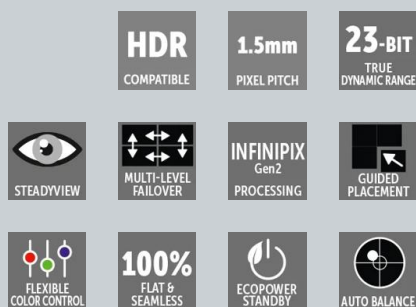 HDR
COMPATIBLE
1.5mm
PIXEL PITCH
23-BIT
TRUE
DYNAMIC RANGE
STEADYVIEW
MULTI-LEVEL
FAILOVER
INFINIPIX
Gen2
PROCESSING
GUIDED
PLACEMENT
FLEXIBLE
COLOR CONTROL
100%
FLAT &
SEAMLESS
ECOPOWER
STANDBY
AUTO BALANCE